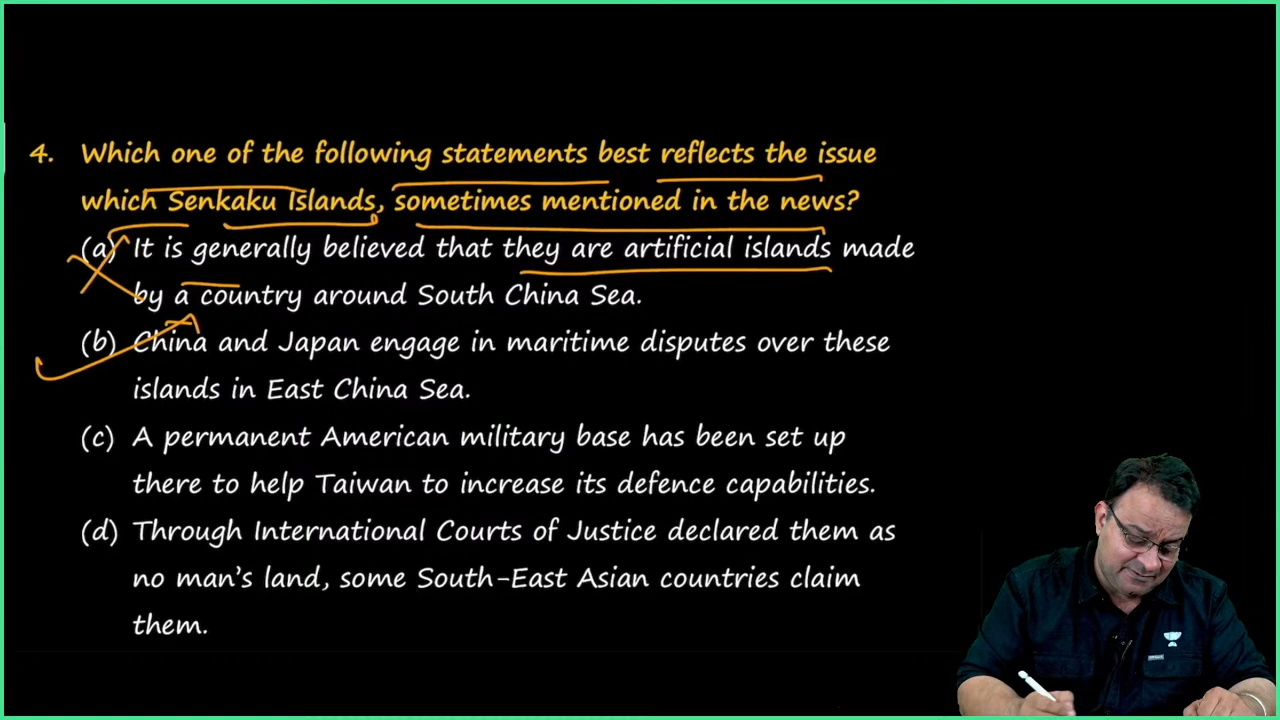 4. Which one of the following statements best reflects the issue
which Senkaku Islands, sometimes mentioned in the news?
(a) It is generally believed that they are artificial islands made
by a country around South China Sea.
(b) China and Japan engage in maritime disputes over these
islands in East China Sea.
(c) A permanent American military base has been set up
there to help Taiwan to increase its defence capabilities.
(d) Through International Courts of Justice declared them as
no man's land, some South-East Asian countries claim
them.